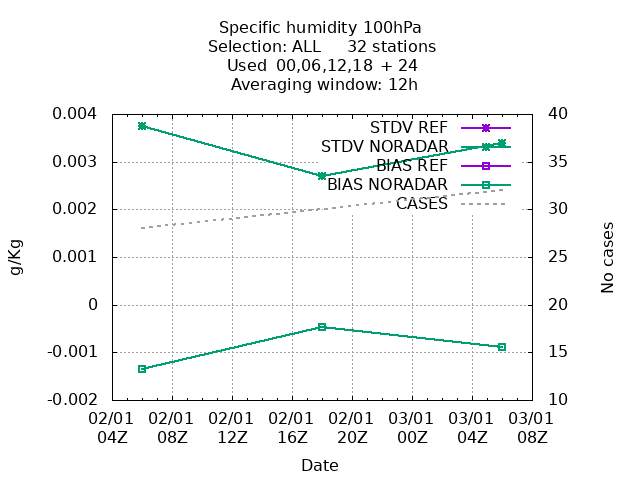 Specific humidity 100hPa
Selection: ALL 32 stations
Used 00,06,12,18 + 24
Averaging window: 12h
0.004
0.003
0.002
0.001
0
-0.001
-0.002
g/Kg
40
35
30
25
20
15
10
No cases
STDV REF
STDV NORADAR
BIAS REF
BIAS NORADAR
CASES
02/01 02/01 02/01 02/01 02/01 03/01 03/01 03/01
04Z 08Z 12Z 16Z 20Z 00Z 04Z 08Z
Date